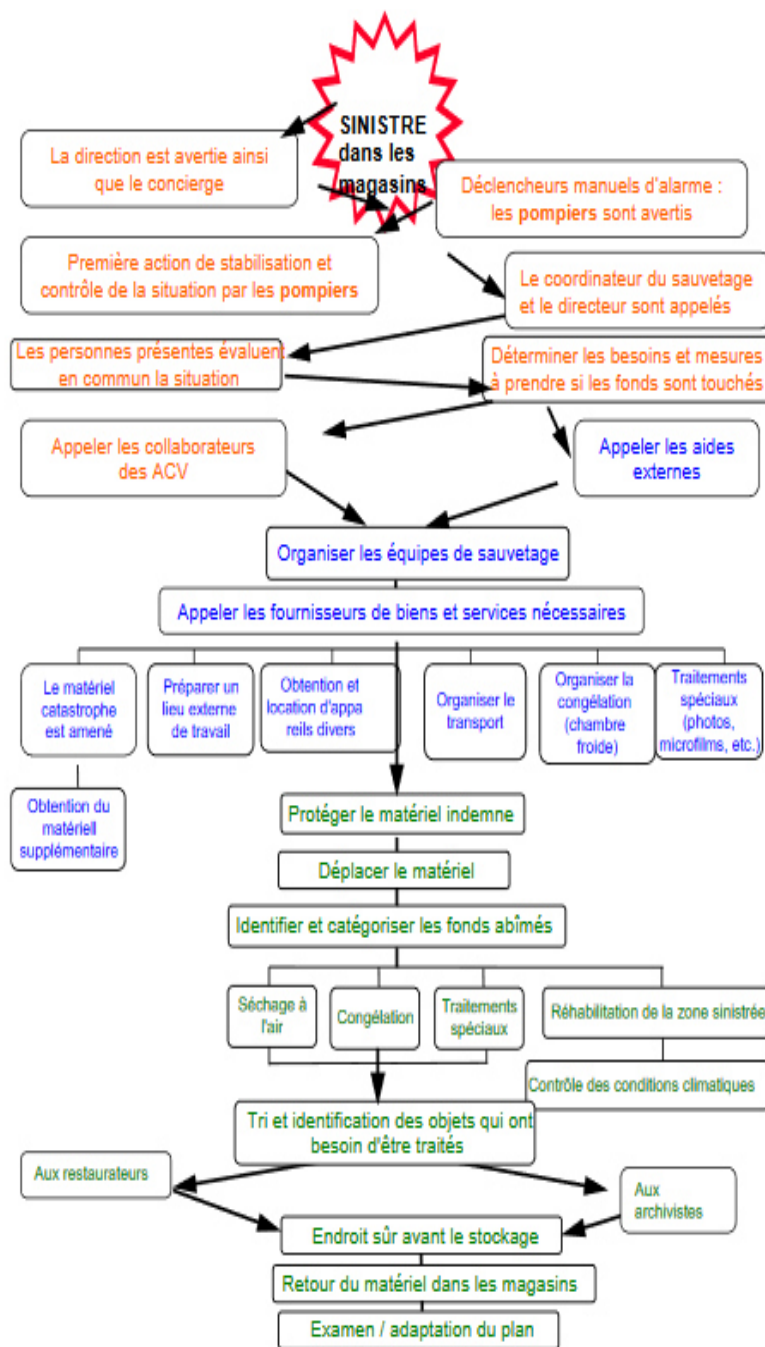 SINISTRE
dans les
magasins
La direction est avertie ainsi
que le concierge
Déclencheurs manuels d'alarme :
les pompiers sont avertis
Première action de stabilisation et
contrôle de la situation par les pompiers
Le coordinateur du sauvetage
et le directeur sont appelés
Les personnes présentes évaluent
en commun la situation
Déterminer les besoins et mesures
à prendre si les fonds sont touchés
Appeler les collaborateurs
des ACV
Appeler les aides
externes
Organiser les équipes de sauvetage
Appeler les fournisseurs de biens et services nécessaires
Le matériel
catastrophe
est amené
Préparer un
lieu externe
de travail
Obtention et
location d'appa
reils divers
Organiser le
transport
Organiser la
congélation
(chambre
froide)
Traitements
spéciaux
(photos,
microfilms, etc.)
Obtention du
matériell
supplémentaire
Protéger le matériel indemne
Déplacer le matériel
Identifier et catégoriser les fonds abîmés
Séchage à
l'air
Congélation
Traitements
spéciaux
Réhabilitation de la zone sinistrée
Contrôle des conditions climatiques
Tri et identification des objets qui ont
besoin d'être traités
Aux restaurateurs
Aux
archivistes
Endroit sûr avant le stockage
Retour du matériel dans les magasins
Examen / adaptation du plan